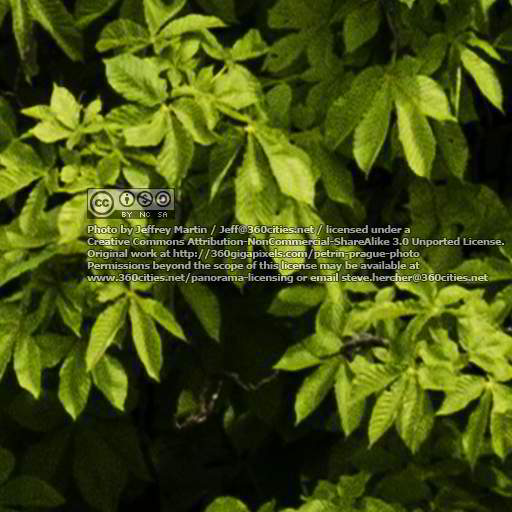 cc
BY NC SA
Photo by Jeffrey Martin / Jeff@360cities.net / licensed under a
Creative Commons Attribution-NonCommercial-ShareAlike 3.0 Unported License.
Original work at http://360gigapixels.com/petrin-prague-photo
Permissions beyond the scope of this license may be available at
www.360cities.net/panorama-licensing or email steve.hercher@360cities.net